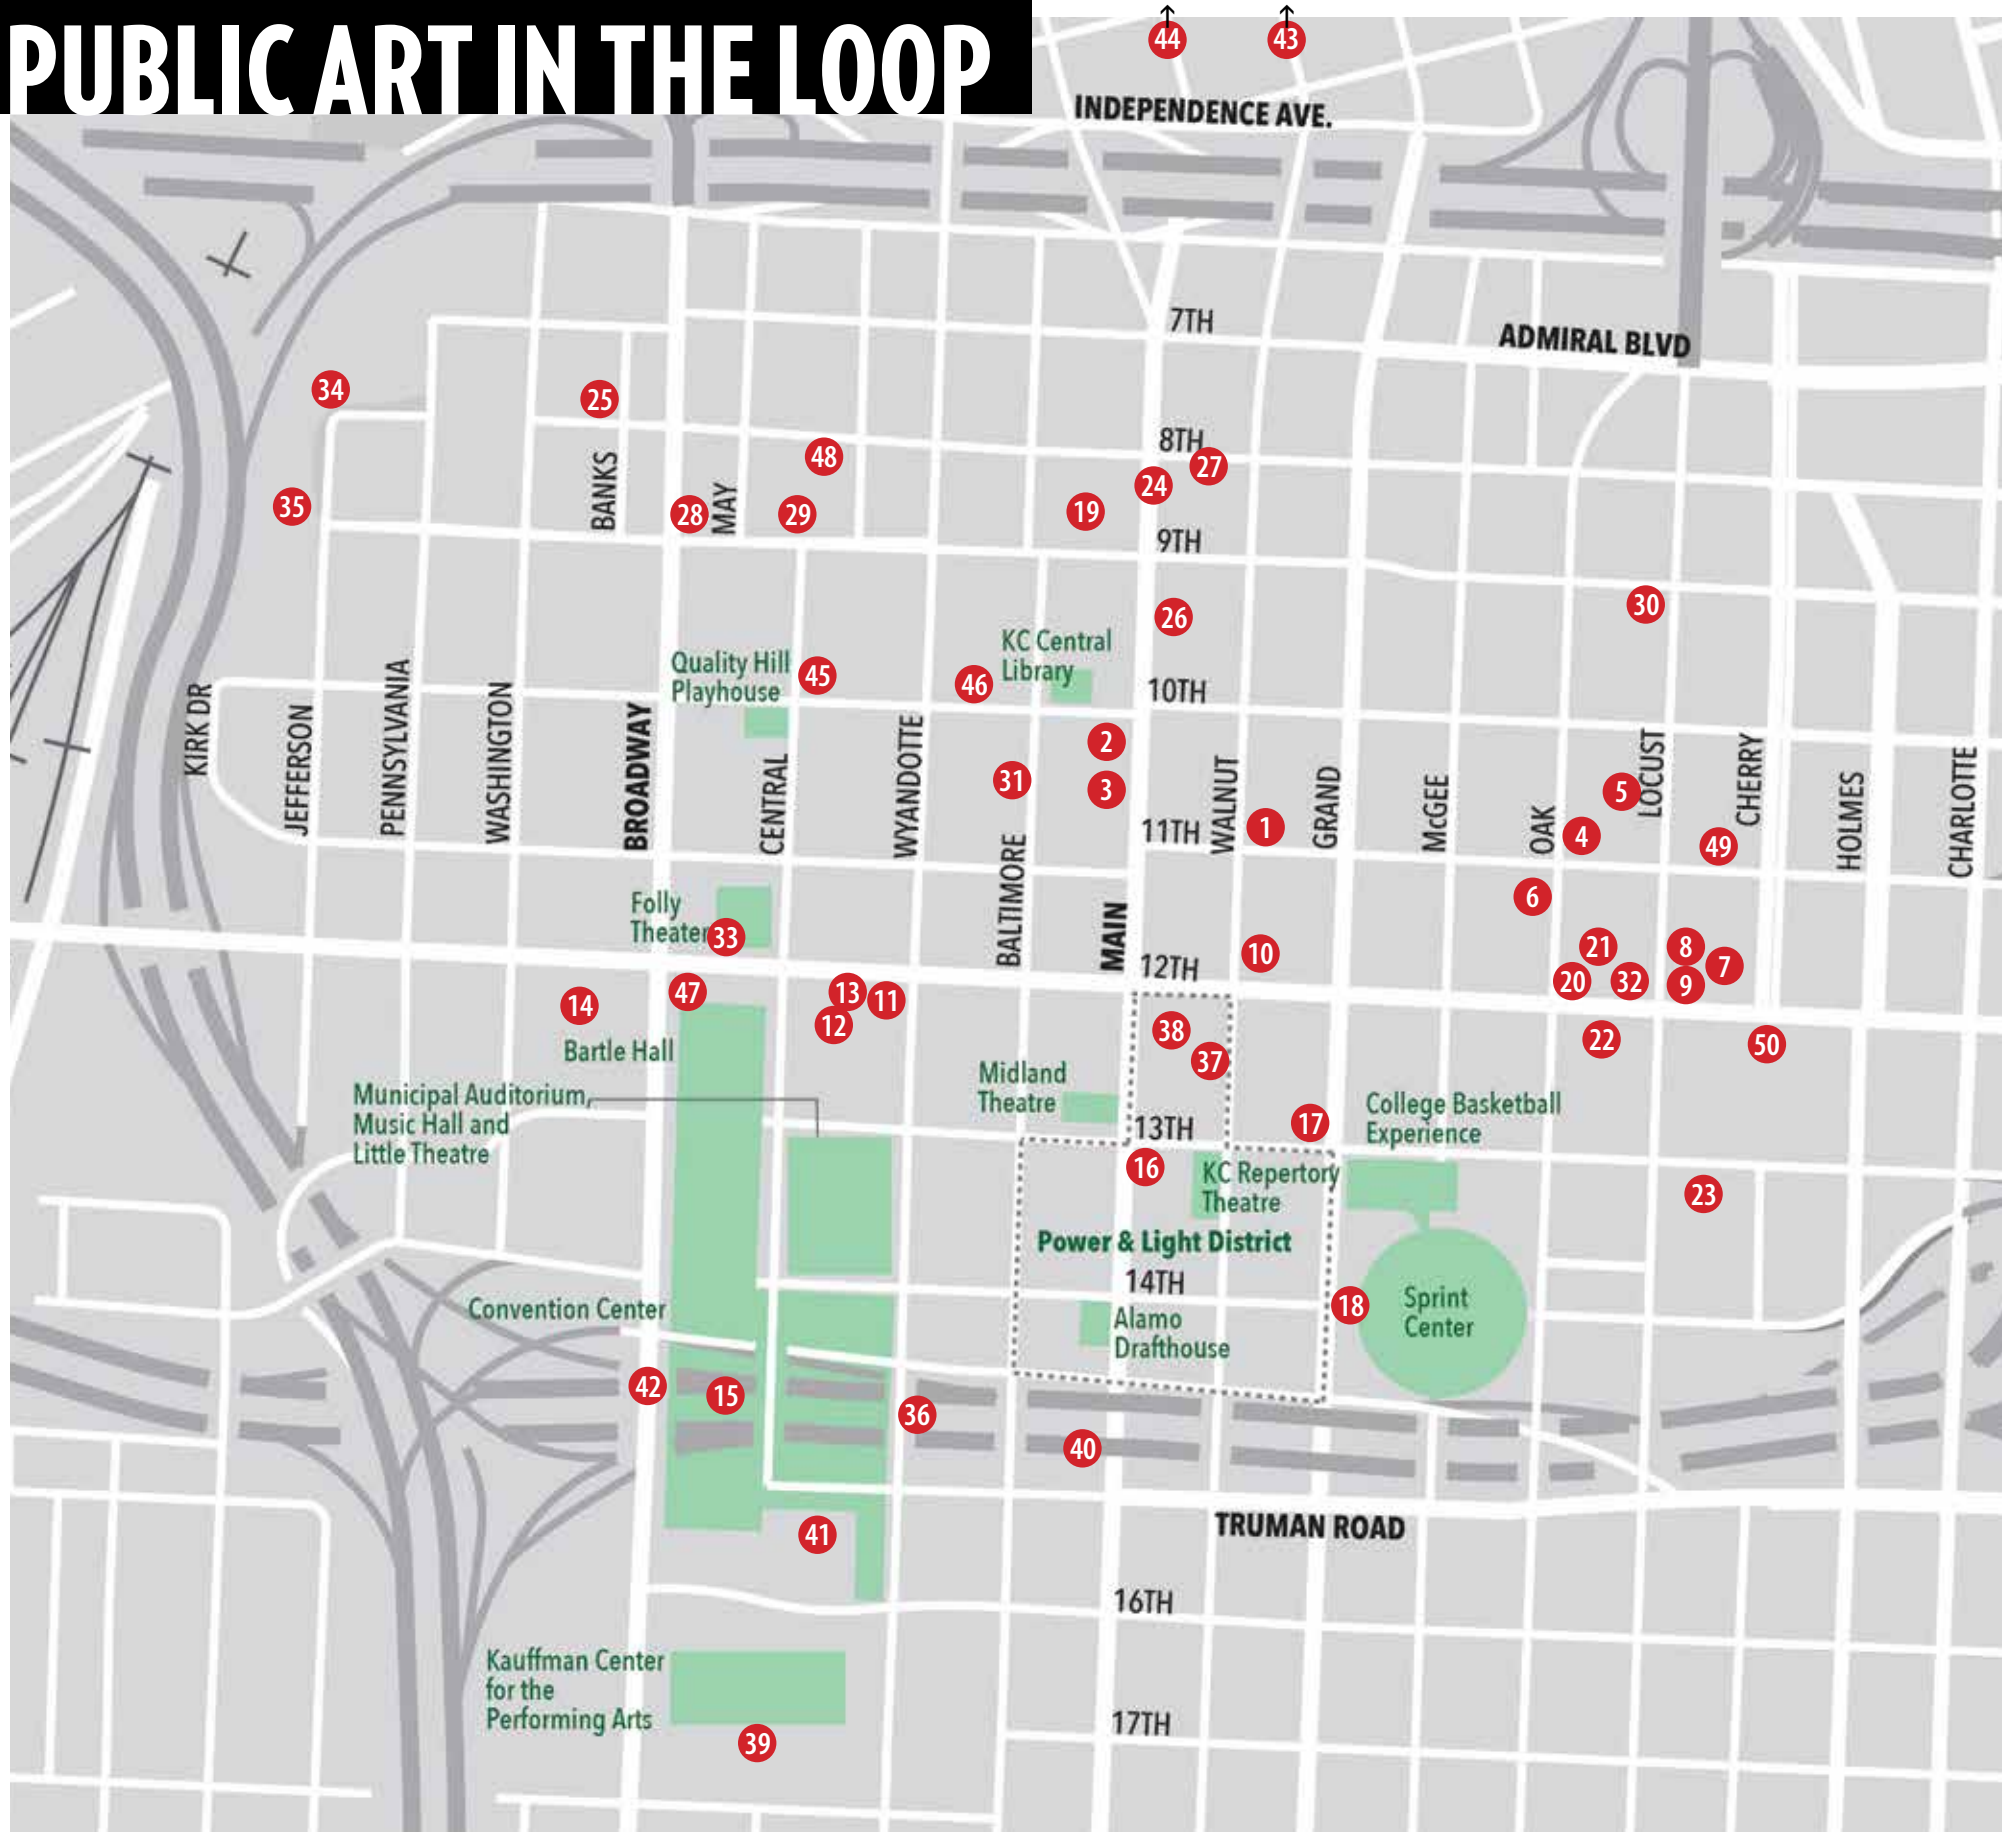 PUBLIC ART IN THE LOOP
44
43
INDEPENDENCE AVE.
7TH
ADMIRAL BLVD
34
25
8TH
48
27
24
BANKS
MAY
35
28
29
19
9TH
30
26
KC Central
Library
Quality Hill
Playhouse
45
46
10TH
KIRK DR
JEFFERSON
PENNSYLVANIA
WASHINGTON
BROADWAY
CENTRAL
WYANDOTTE
2
31
3
WALNUT
GRAND
McGEE
OAK
5
LOCUST
CHERRY
HOLMES
CHARLOTTE
11TH
1
4
49
BALTIMORE
MAIN
Folly
Theater
33
6
10
12TH
21
8
7
20
32
9
47
13
11
14
12
38
22
50
Bartle Hall
37
Midland
Theatre
Municipal Auditorium,
Music Hall and
Little Theatre
13TH
17
College Basketball
Experience
16
KC Repertory
Theatre
23
Power & Light District
14TH
Convention Center
18
Sprint
Center
Alamo
Drafthouse
42
15
36
40
TRUMAN ROAD
41
16TH
Kauffman Center
for the
Performing Arts
17TH
39